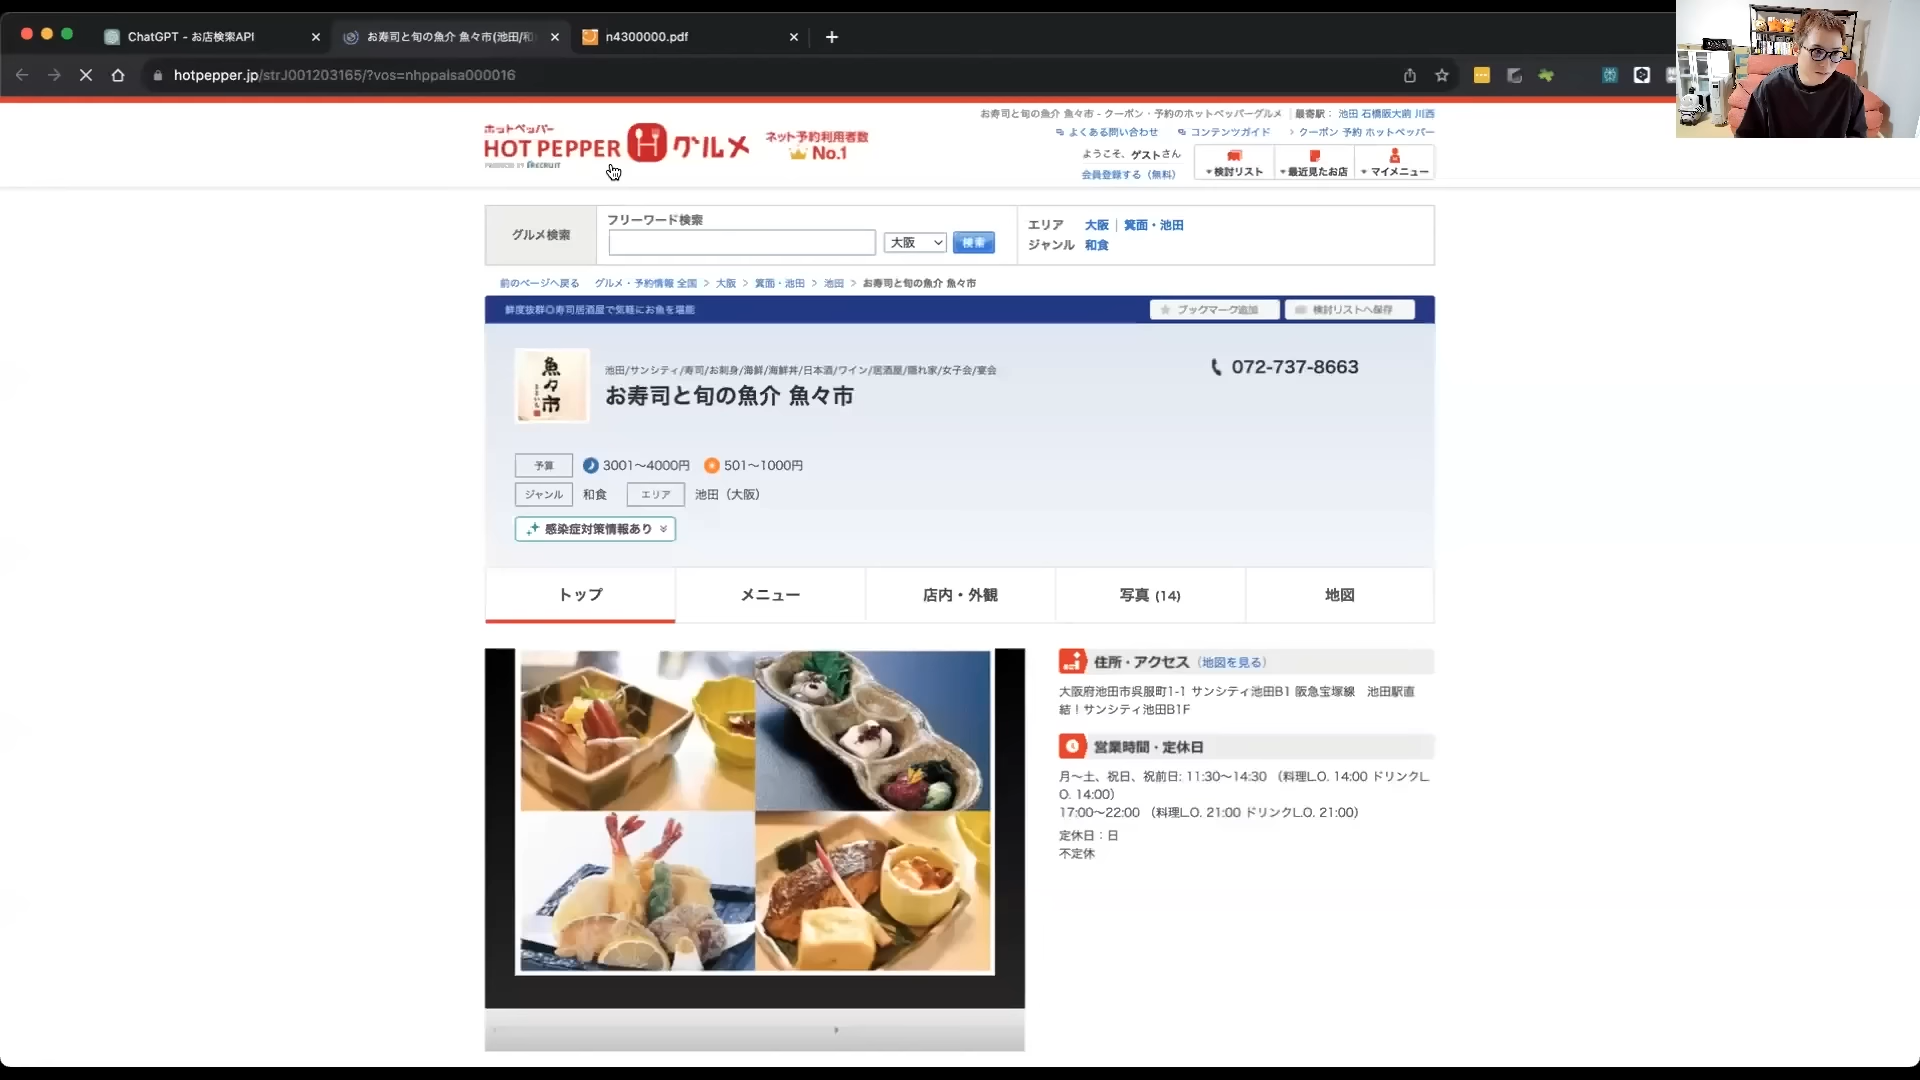 ChatGPT - お店検索API
お寿司と旬の魚介 魚々市(池田/和
n4300000.pdf
hotpepper.jp/strJ001203165/?vos=nhppalsa000016
お寿司と旬の魚介 魚々市 - クーポン・予約のホットペッパーグルメ 最寄駅： 池田 石橋阪大前 川西
よくある問い合わせ コンテンツガイド クーポン 予約 ホットペッパー
ホットペッパー
HOT PEPPER グルメ
PRODUCED BY RECRUIT
ネット予約利用者数
No.1
ようこそ、ゲストさん
会員登録する（無料）
検討リスト 最近見たお店 マイメニュー
グルメ検索
フリーワード検索
大阪 検索
エリア 大阪 | 箕面・池田
ジャンル 和食
前のページへ戻る グルメ・予約情報 全国 > 大阪 > 箕面・池田 > 池田 > お寿司と旬の魚介 魚々市
鮮度抜群◎寿司居酒屋で気軽にお魚を堪能
ブックマーク追加 検討リストへ保存
魚々市
池田/サンシティ/寿司/お刺身/海鮮/海鮮丼/日本酒/ワイン/居酒屋/隠れ家/女子会/宴会
お寿司と旬の魚介 魚々市
072-737-8663
予算 3001～4000円 501～1000円
ジャンル 和食 エリア 池田（大阪）
感染症対策情報あり
トップ メニュー 店内・外観 写真 (14) 地図
住所・アクセス（地図を見る）
大阪府池田市呉服町1-1 サンシティ池田B1 阪急宝塚線 池田駅直
結！サンシティ池田B1F
営業時間・定休日
月～土、祝日、祝前日: 11:30～14:30 （料理L.O. 14:00 ドリンクL.
O. 14:00）
17:00～22:00 （料理L.O. 21:00 ドリンクL.O. 21:00）
定休日：日
不定休